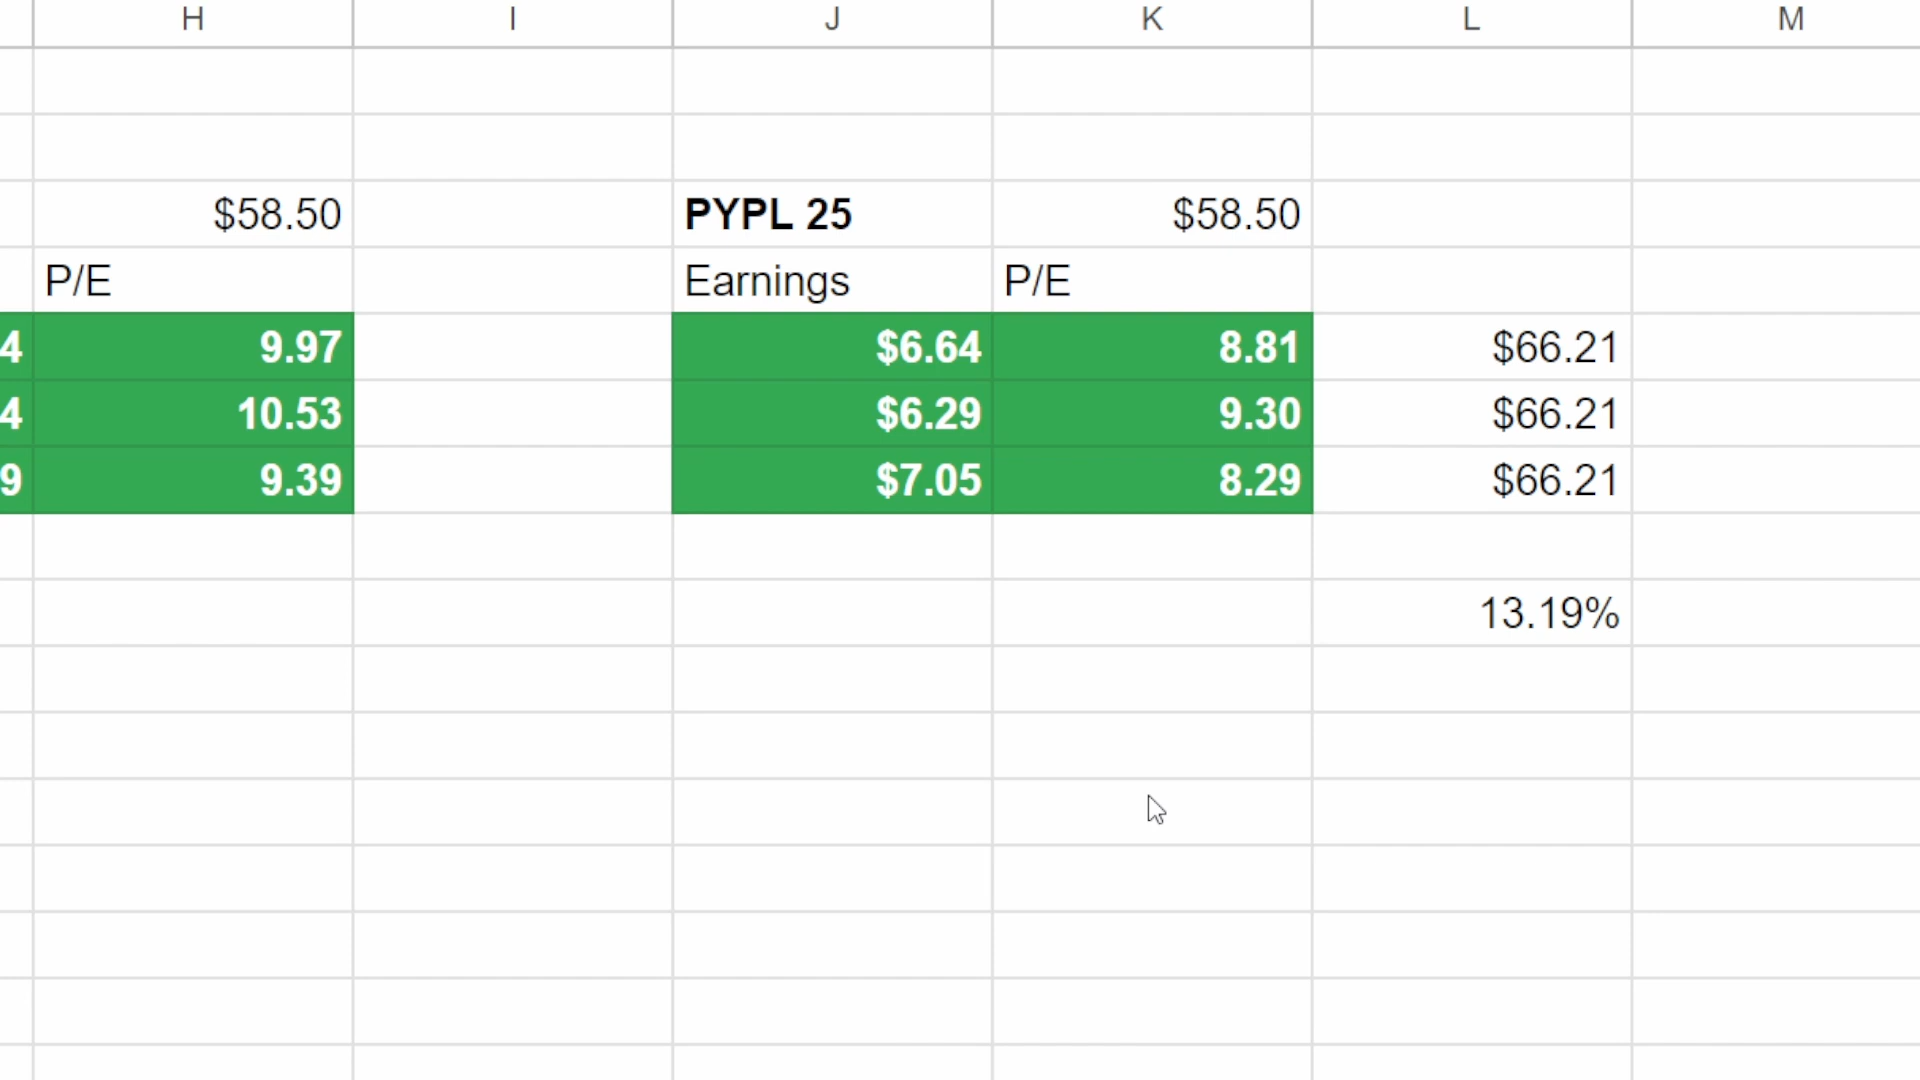 H I J K L M
$58.50 PYPL 25 $58.50
P/E Earnings P/E
4 9.97 $6.64 8.81 $66.21
4 10.53 $6.29 9.30 $66.21
9 9.39 $7.05 8.29 $66.21
13.19%